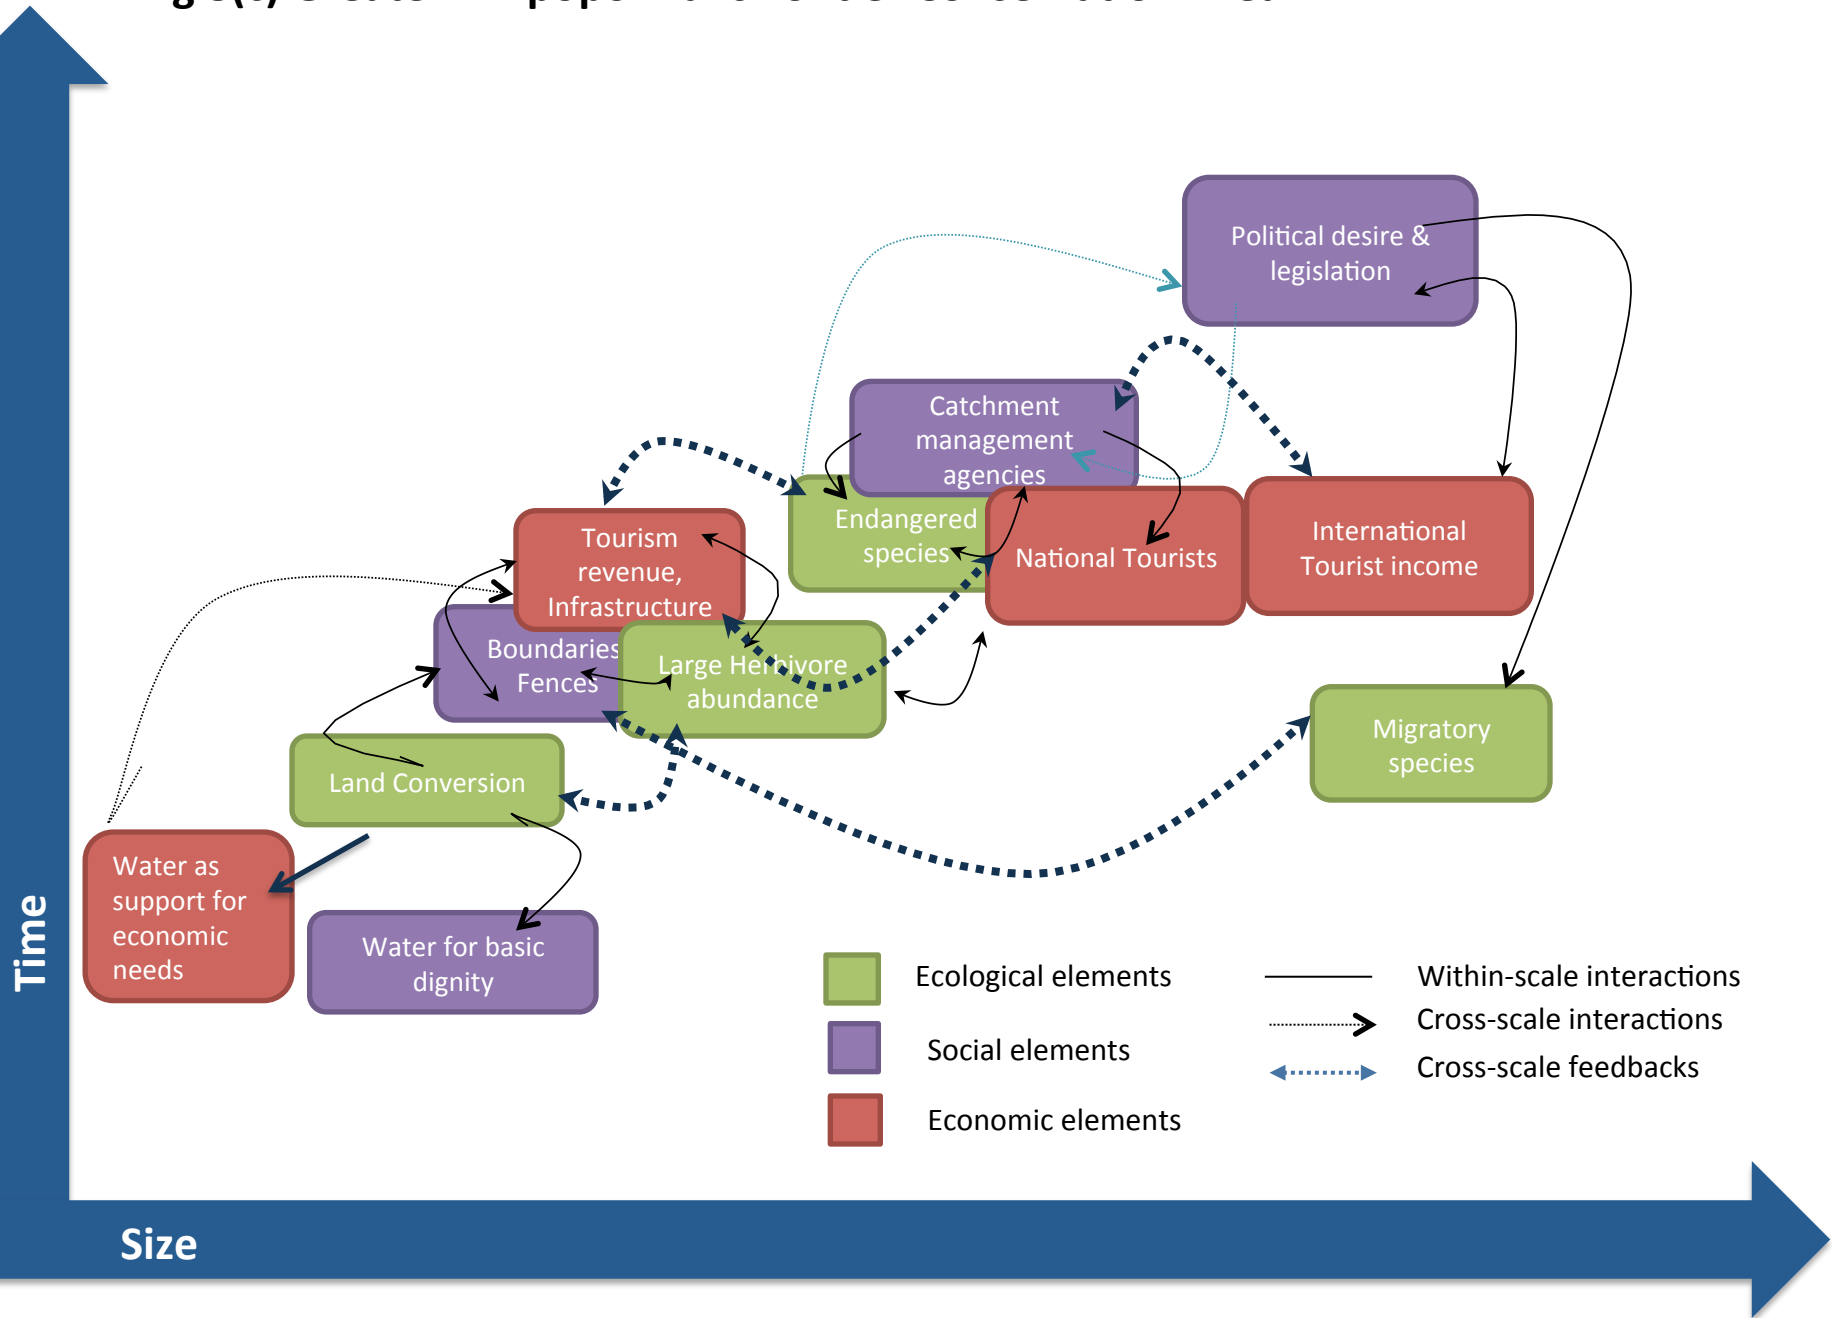 Political desire &
legislation
Catchment
management
agencies
Endangered
species
National Tourists
International
Tourist income
Tourism
revenue,
Infrastructure
Boundaries
Fences
Large Herbivore
abundance
Migratory
species
Land Conversion
Water as
support for
economic
needs
Water for basic
dignity
Ecological elements
Social elements
Economic elements
Within-scale interactions
Cross-scale interactions
Cross-scale feedbacks
Time
Size